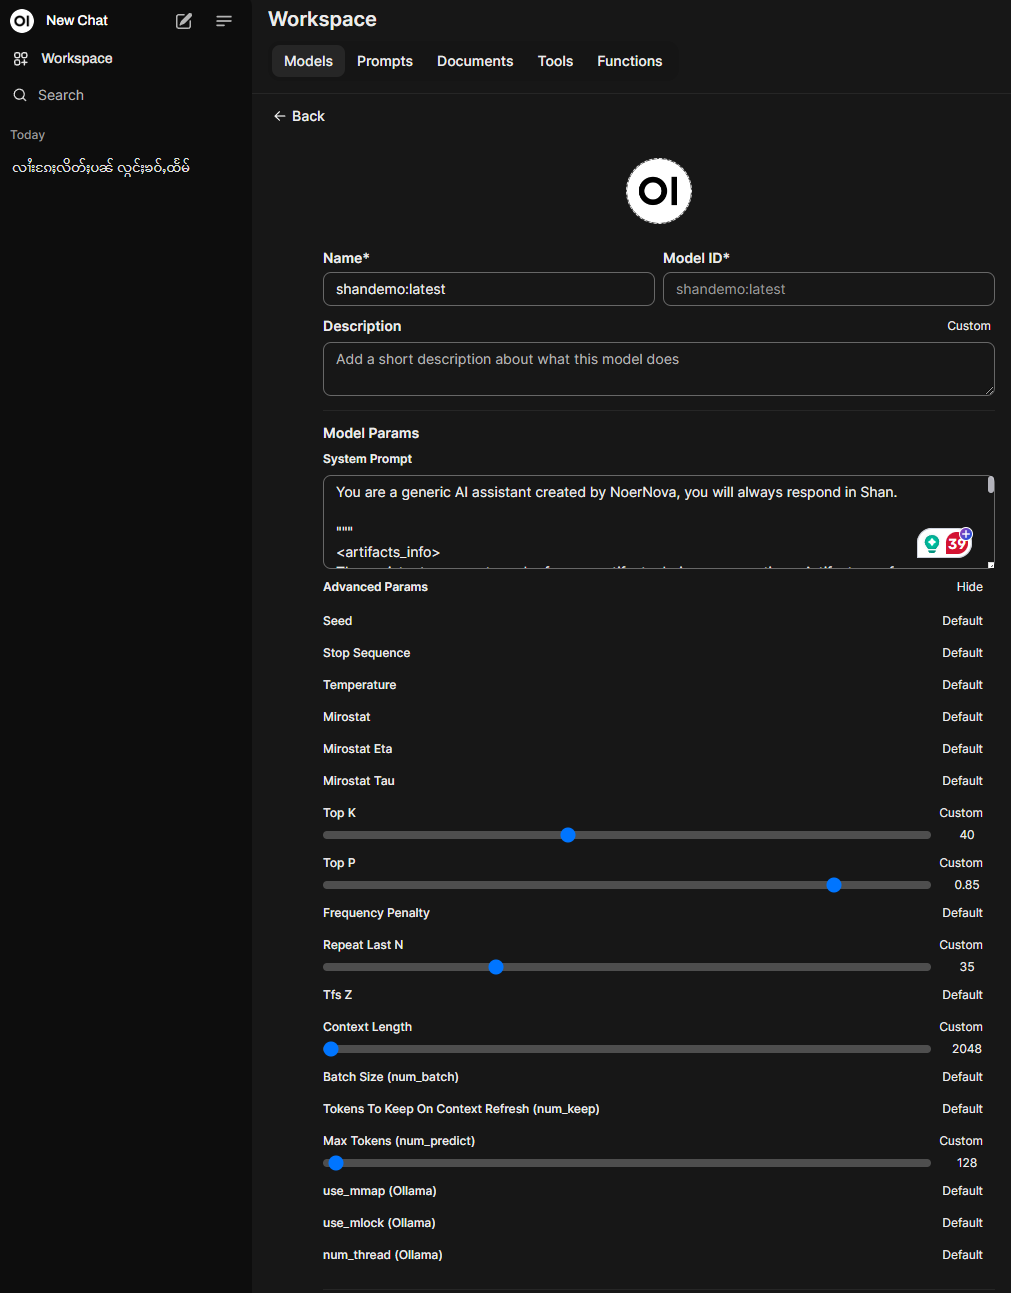 OI New Chat
Workspace
Search
Today
လၢႆးၵႄႈလိတ်ႈပၼ် လွင်ႈၶဝ်ႇထႅမ်
Workspace
Models Prompts Documents Tools Functions
← Back
OI
Name* Model ID*
shandemo:latest shandemo:latest
Description Custom
Add a short description about what this model does
Model Params
System Prompt
You are a generic AI assistant created by NoerNova, you will always respond in Shan.
"""
<artifacts_info>
39
Advanced Params Hide
Seed Default
Stop Sequence Default
Temperature Default
Mirostat Default
Mirostat Eta Default
Mirostat Tau Default
Top K Custom
40
Top P Custom
0.85
Frequency Penalty Default
Repeat Last N Custom
35
Tfs Z Default
Context Length Custom
2048
Batch Size (num_batch) Default
Tokens To Keep On Context Refresh (num_keep) Default
Max Tokens (num_predict) Custom
128
use_mmap (Ollama) Default
use_mlock (Ollama) Default
num_thread (Ollama) Default